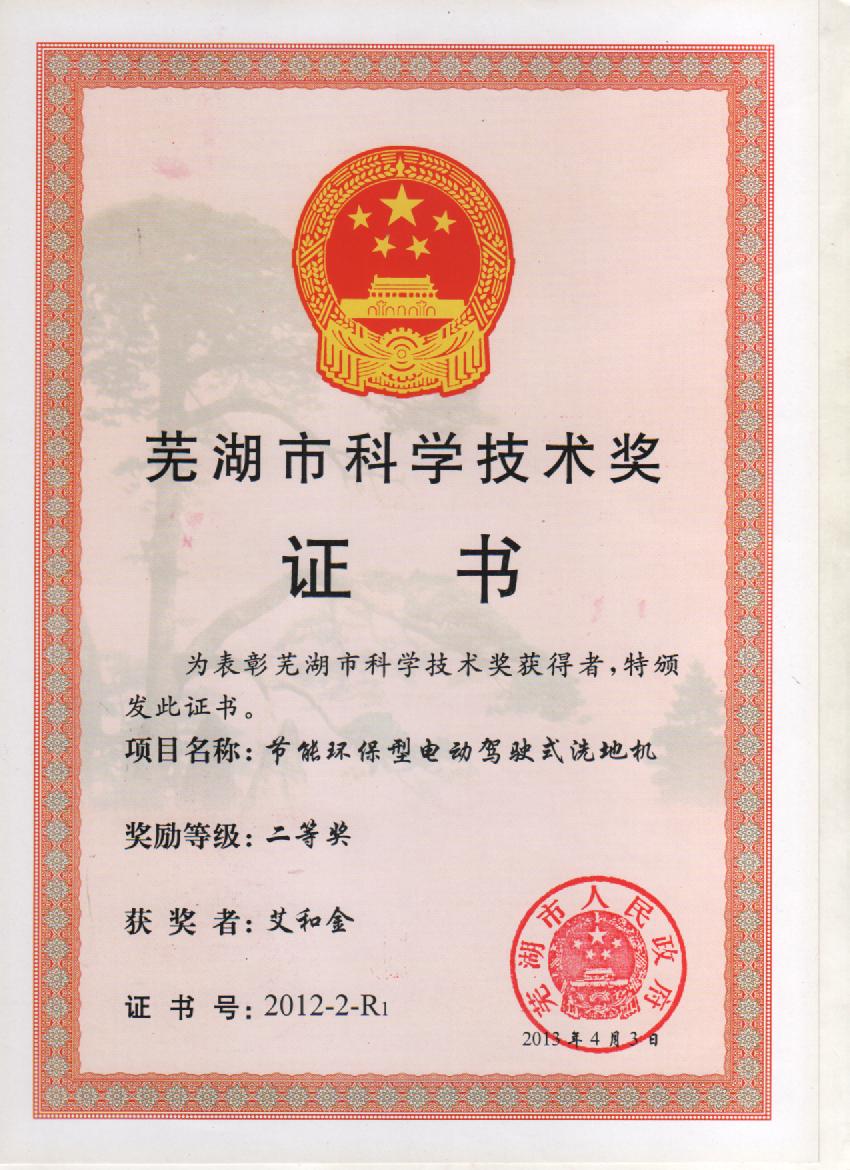 芜湖市科学技术奖
证书
为表彰芜湖市科学技术奖获得者,特颁
发此证书。
项目名称:节能环保型电动驾驶式洗地机
奖励等级:二等奖
获奖者:艾和金
证书号:2012-2-R1
芜湖市人民政府
2013年4月3日